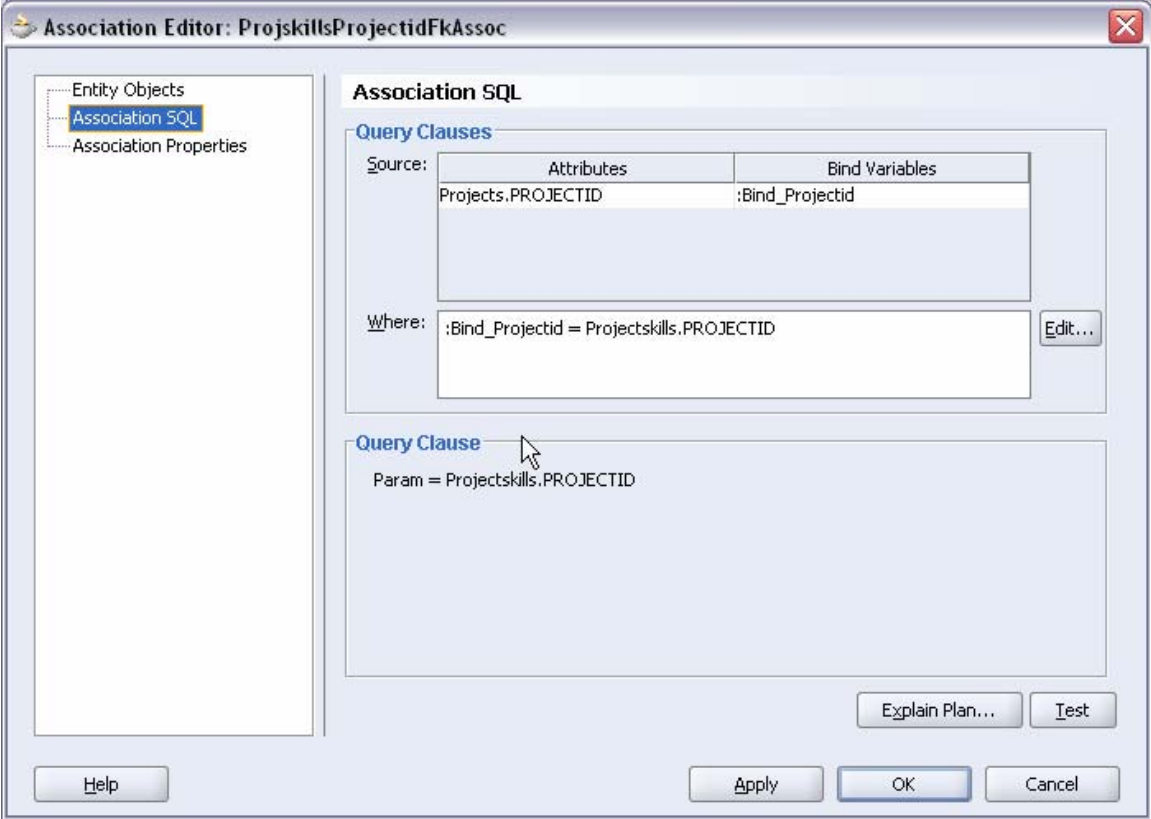 Association Editor: ProjskillsProjectidFkAssoc
Entity Objects
Association SQL
Association Properties
Association SQL
Query Clauses
Source:
Attributes
Bind Variables
Projects.PROJECTID
:Bind_Projectid
Where:
:Bind_Projectid = Projectskills.PROJECTID
Edit...
Query Clause
Param = Projectskills.PROJECTID
Explain Plan...
Test
Help
Apply
OK
Cancel